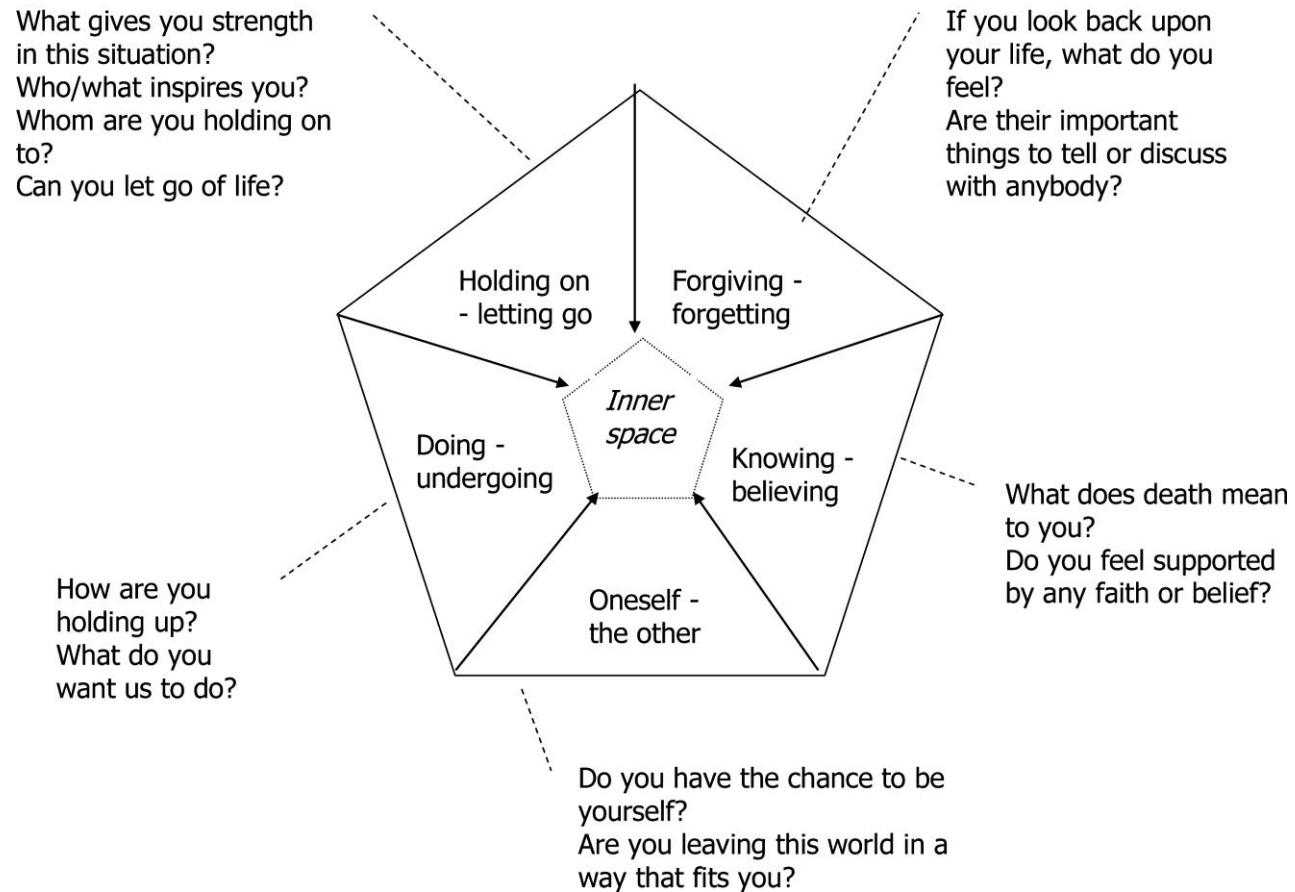 What gives you strength
in this situation?
Who/what inspires you?
Whom are you holding on
to?
Can you let go of life?
If you look back upon
your life, what do you
feel?
Are their important
things to tell or discuss
with anybody?
Holding on
- letting go
Forgiving -
forgetting
Inner
space
Doing -
undergoing
Knowing -
believing
Oneself -
the other
What does death mean
to you?
Do you feel supported
by any faith or belief?
How are you
holding up?
What do you
want us to do?
Do you have the chance to be
yourself?
Are you leaving this world in a
way that fits you?